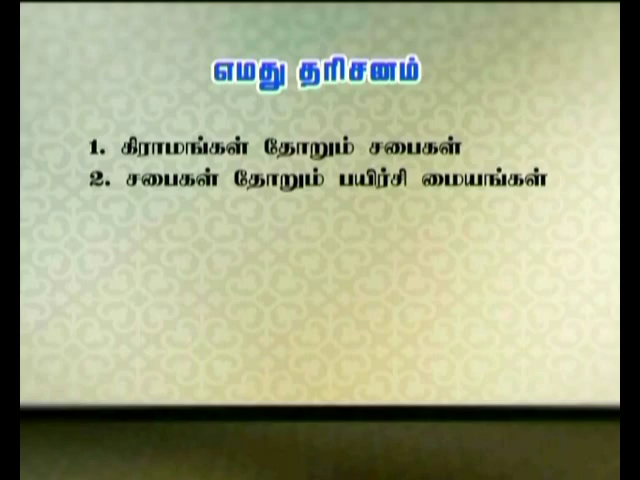 எமது தரிசனம்
1. கிராமங்கள் தோறும் சபைகள்
2. சபைகள் தோறும் பயிர்சி மையங்கள்